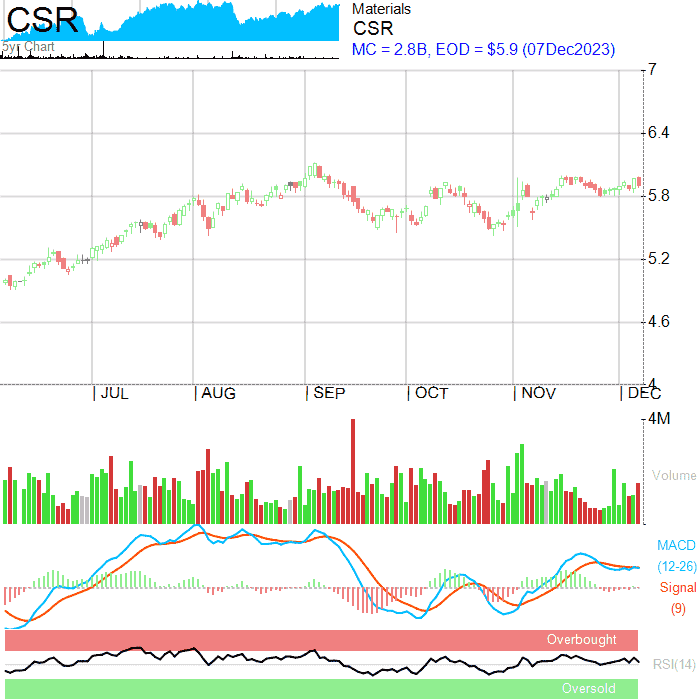 CSR
5yr Chart
Materials
CSR
MC = 2.8B, EOD = $5.9 (07Dec2023)
7
6.4
5.8
5.2
4.6
4
JUL
AUG
SEP
OCT
NOV
DEC
4M
Volume
MACD
(12-26)
Signal
(9)
Overbought
RSI(14)
Oversold